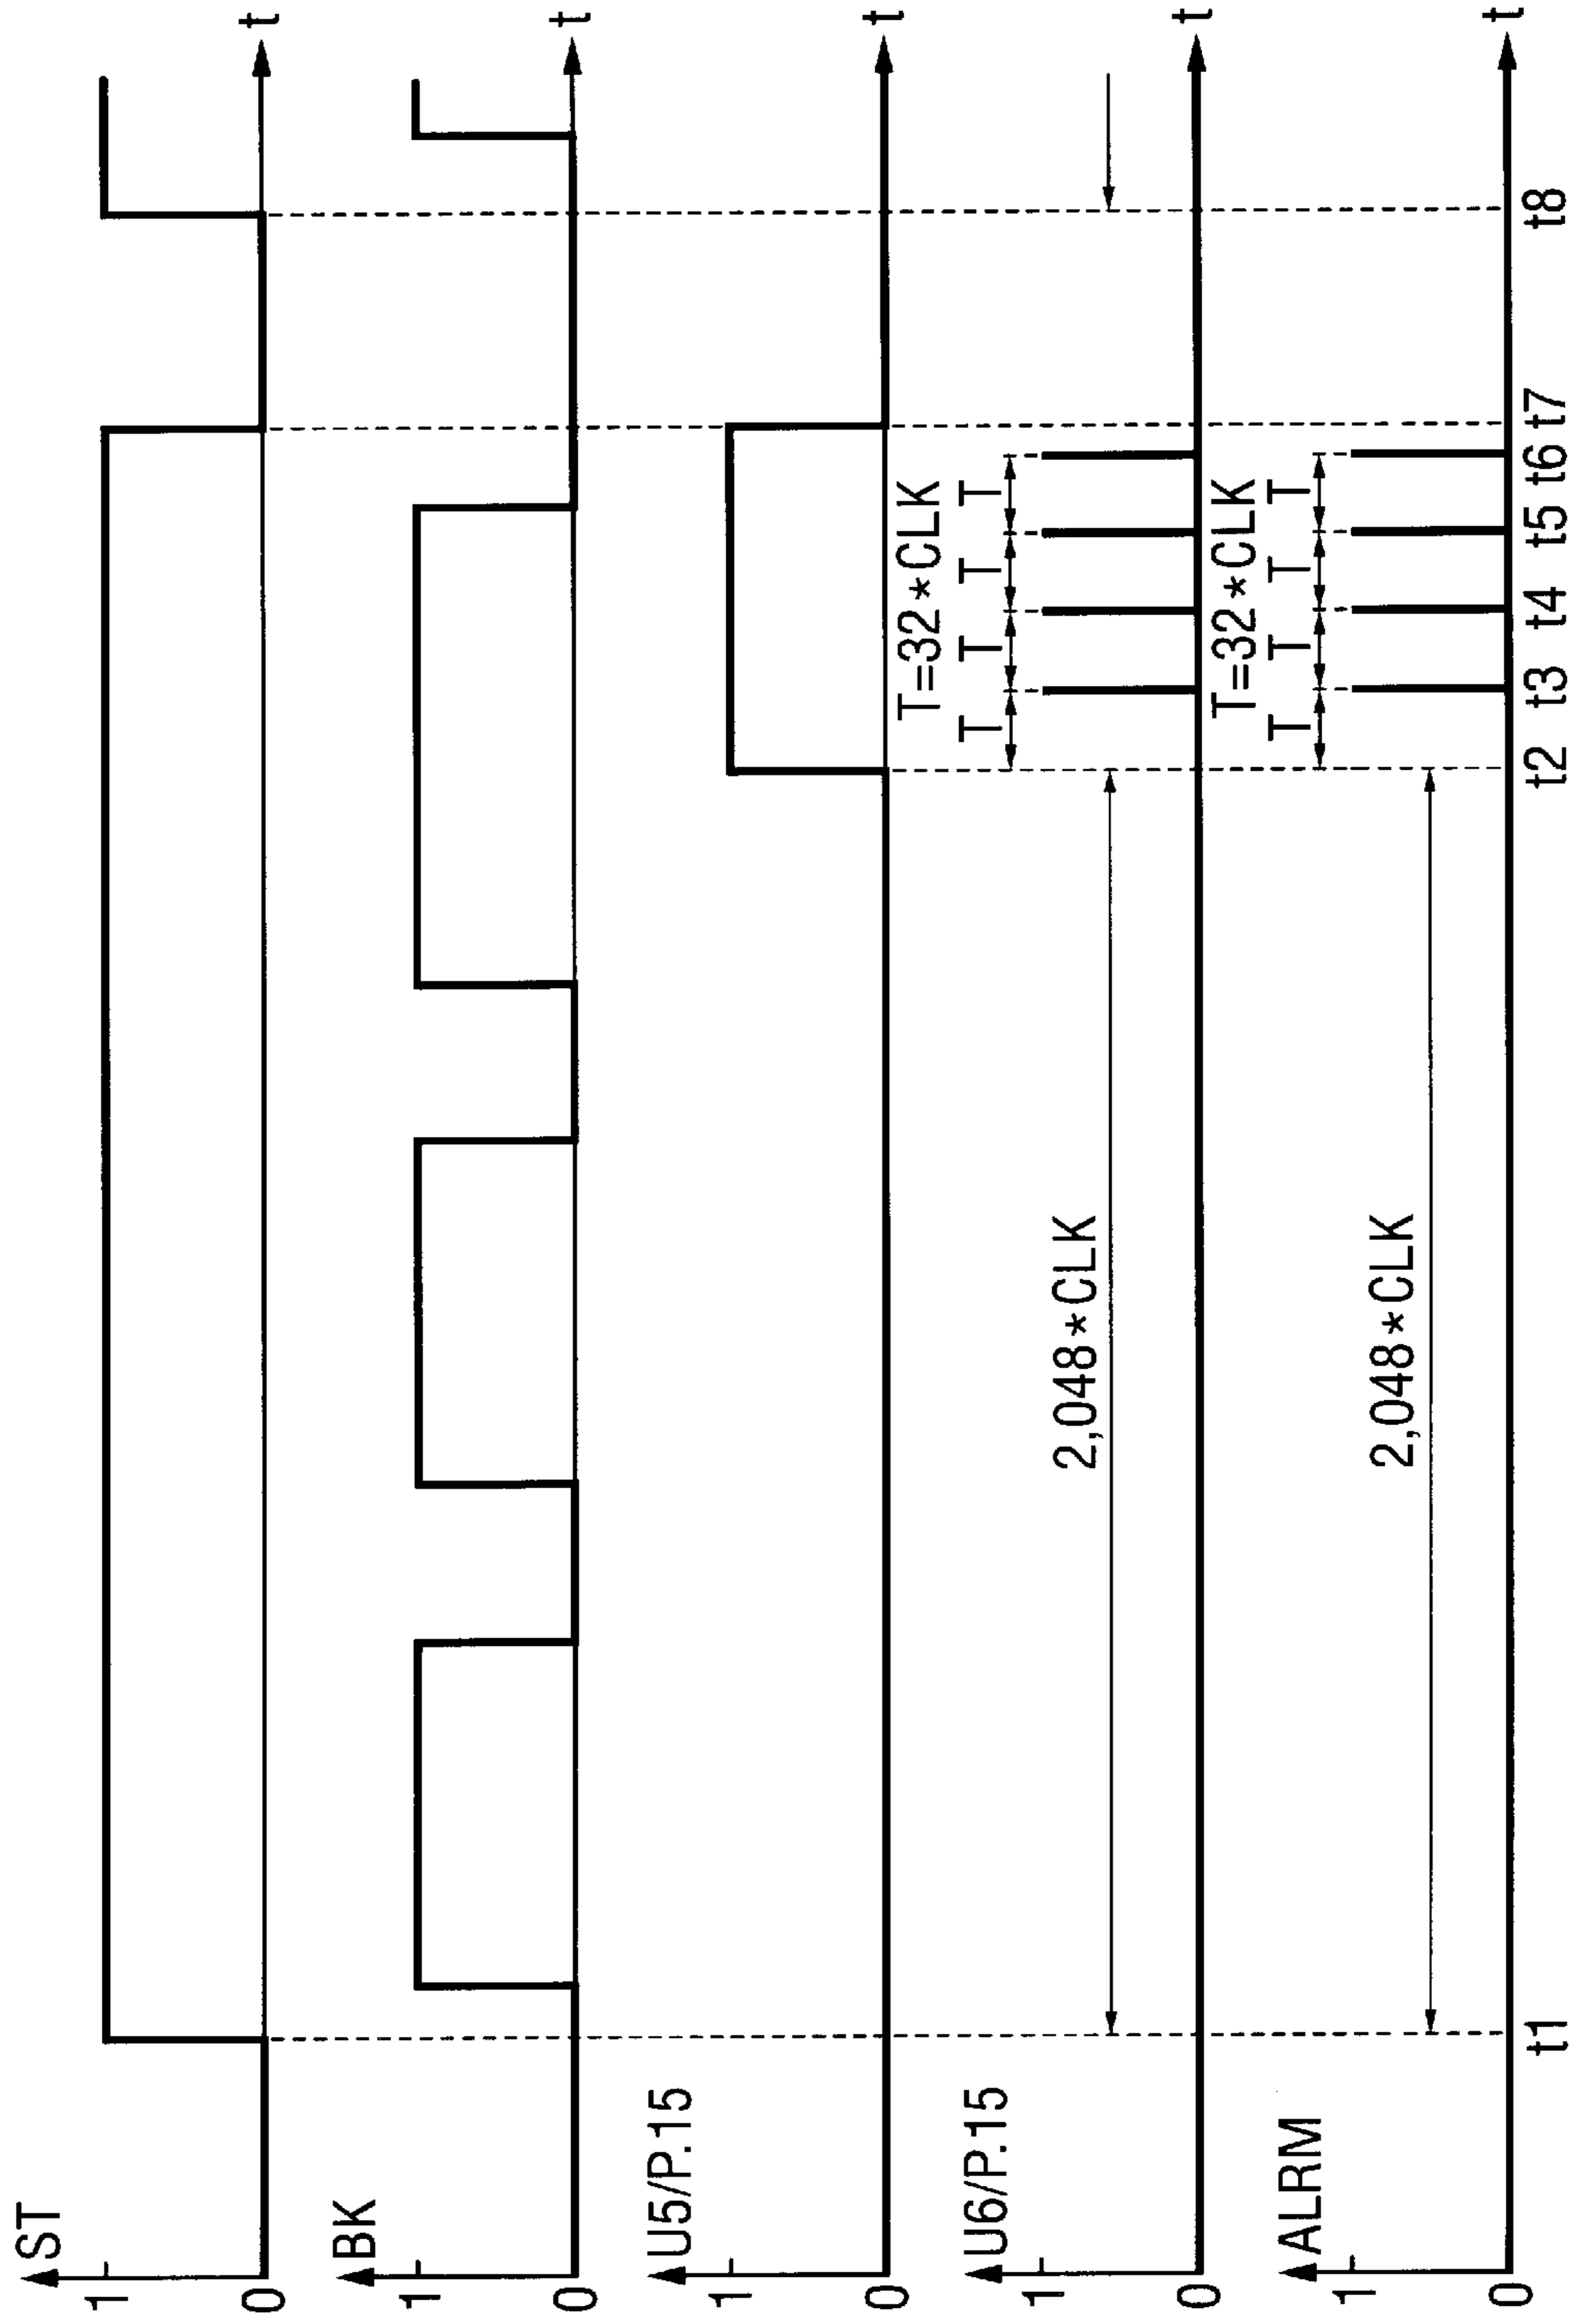 ST
1
0
t
BK
1
0
t
U5/P.15
1
0
t
T=32*CLK
U6/P.15
T T T T
1
2,048*CLK
0
t
T=32*CLK
ALRM
T T T T
1
2,048*CLK
0
t
t1 t2 t3 t4 t5 t6 t7 t8